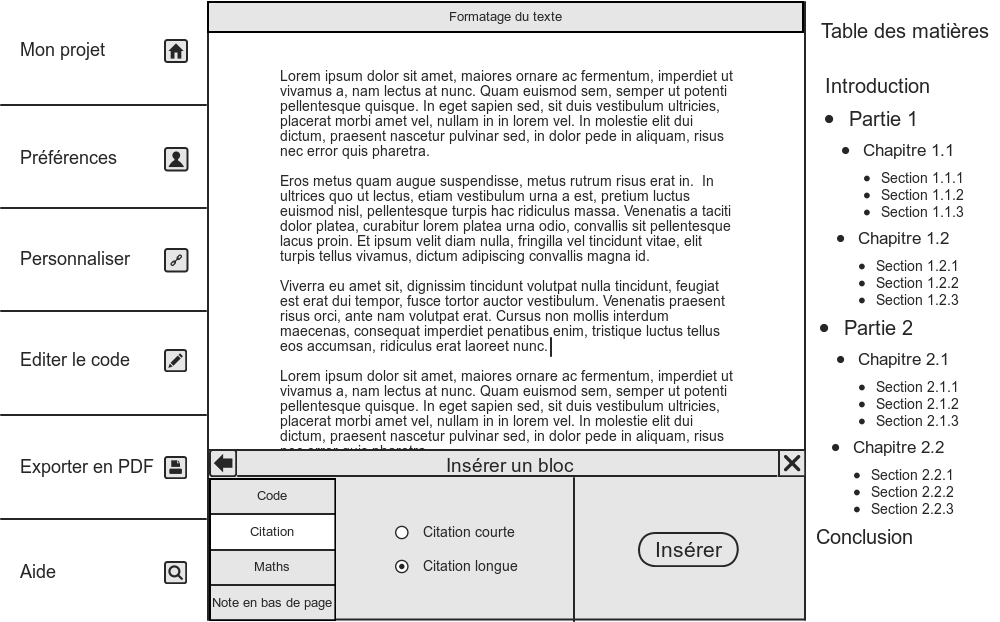 Mon projet
Préférences
Personnaliser
Editer le code
Exporter en PDF
Aide
Formatage du texte
Lorem ipsum dolor sit amet, maiores ornare ac fermentum, imperdiet ut
vivamus a, nam lectus at nunc. Quam euismod sem, semper ut potenti
pellentesque quisque. In eget sapien sed, sit duis vestibulum ultricies,
placerat morbi amet vel, nullam in in lorem vel. In molestie elit dui
dictum, praesent nascetur pulvinar sed, in dolor pede in aliquam, risus
nec error quis pharetra.
Eros metus quam augue suspendisse, metus rutrum risus erat in.  In
ultrices quo ut lectus, etiam vestibulum urna a est, pretium luctus
euismod nisl, pellentesque turpis hac ridiculus massa. Venenatis a taciti
dolor platea, curabitur lorem platea urna odio, convallis sit pellentesque
lacus proin. Et ipsum velit diam nulla, fringilla vel tincidunt vitae, elit
turpis tellus vivamus, dictum adipiscing convallis magna id.
Viverra eu amet sit, dignissim tincidunt volutpat nulla tincidunt, feugiat
est erat dui tempor, fusce tortor auctor vestibulum. Venenatis praesent
risus orci, ante nam volutpat erat. Cursus non mollis interdum
maecenas, consequat imperdiet penatibus enim, tristique luctus tellus
eos accumsan, ridiculus erat laoreet nunc.
Lorem ipsum dolor sit amet, maiores ornare ac fermentum, imperdiet ut
vivamus a, nam lectus at nunc. Quam euismod sem, semper ut potenti
pellentesque quisque. In eget sapien sed, sit duis vestibulum ultricies,
placerat morbi amet vel, nullam in in lorem vel. In molestie elit dui
dictum, praesent nascetur pulvinar sed, in dolor pede in aliquam, risus
Insérer un bloc
Code
Citation
Maths
Note en bas de page
Citation courte
Citation longue
Insérer
Table des matières
Introduction
Partie 1
Chapitre 1.1
Section 1.1.1
Section 1.1.2
Section 1.1.3
Chapitre 1.2
Section 1.2.1
Section 1.2.2
Section 1.2.3
Partie 2
Chapitre 2.1
Section 2.1.1
Section 2.1.2
Section 2.1.3
Chapitre 2.2
Section 2.2.1
Section 2.2.2
Section 2.2.3
Conclusion